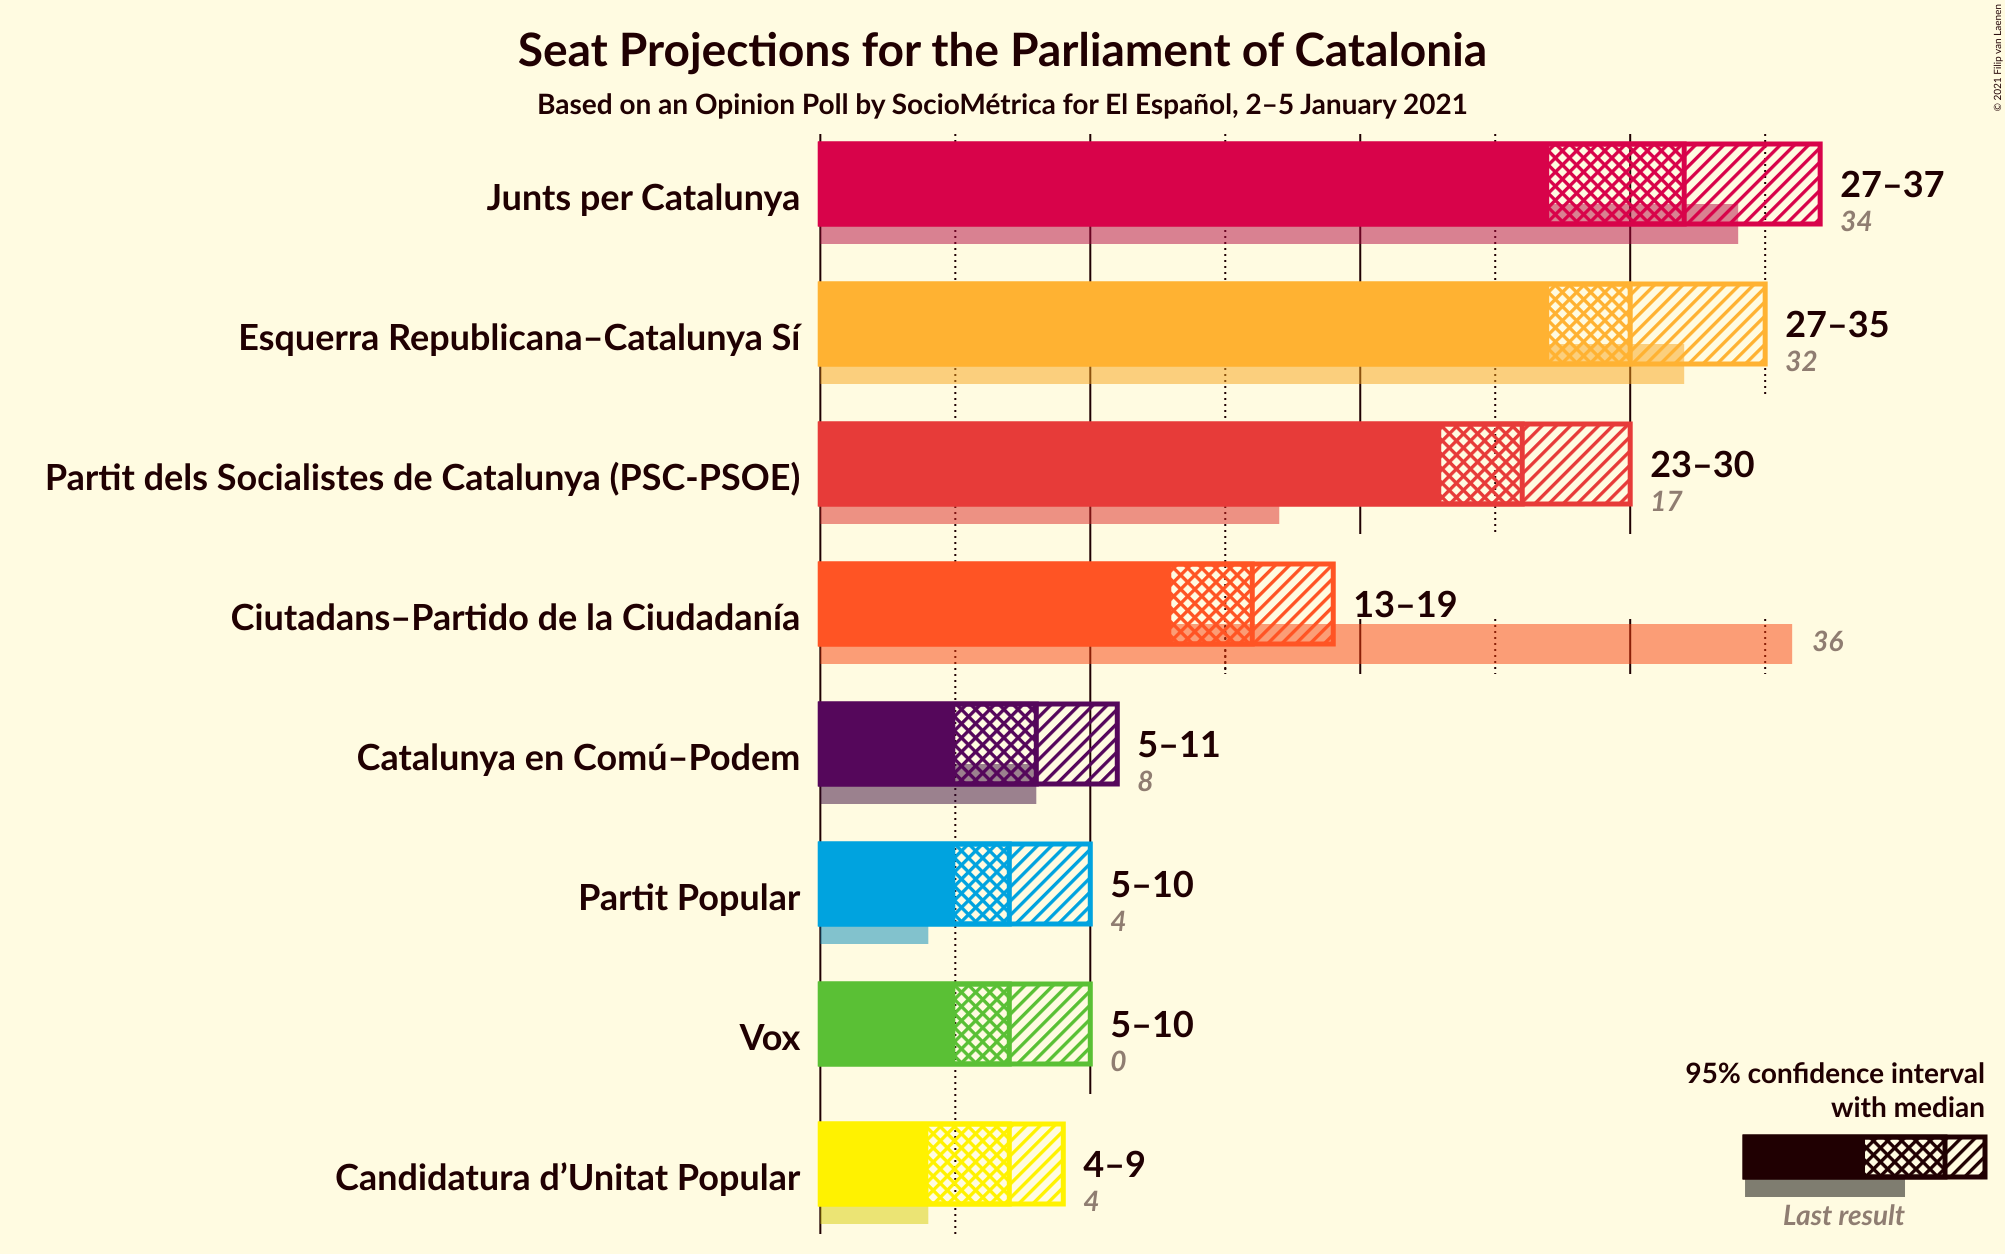 Seat Projections for the Parliament of Catalonia
Based on an Opinion Poll by SocioMétrica for El Español, 2–5 January 2021
© 2021 Filip van Laenen
Junts per Catalunya
27–37
34
Esquerra Republicana–Catalunya Sí
27–35
32
Partit dels Socialistes de Catalunya (PSC-PSOE)
23–30
17
Ciutadans–Partido de la Ciudadanía
13–19
36
Catalunya en Comú–Podem
5–11
8
Partit Popular
5–10
4
Vox
5–10
0
Candidatura d’Unitat Popular
4–9
4
95% confidence interval
with median
Last result